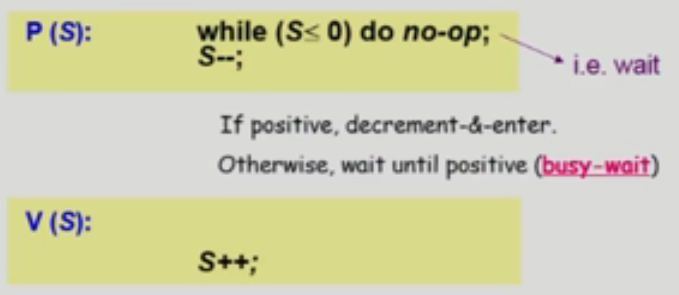 P (S): while (S≤ 0) do no-op;
S--;
i.e. wait
If positive, decrement-&-enter.
Otherwise, wait until positive (busy-wait)
V (S):
S++;